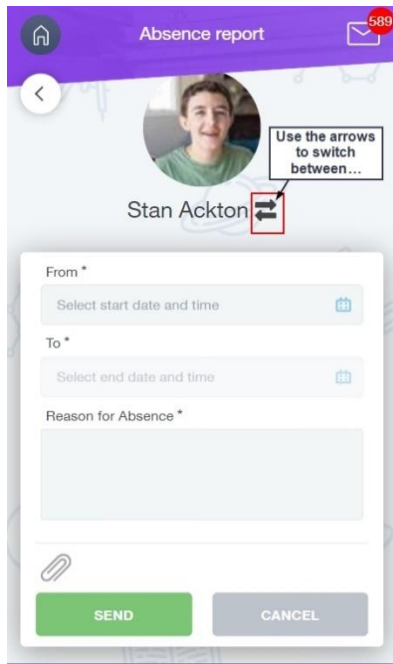 Absence report
589
Use the arrows
to switch
between...
Stan Ackton
From *
Select start date and time
To *
Select end date and time
Reason for Absence *
SEND
CANCEL